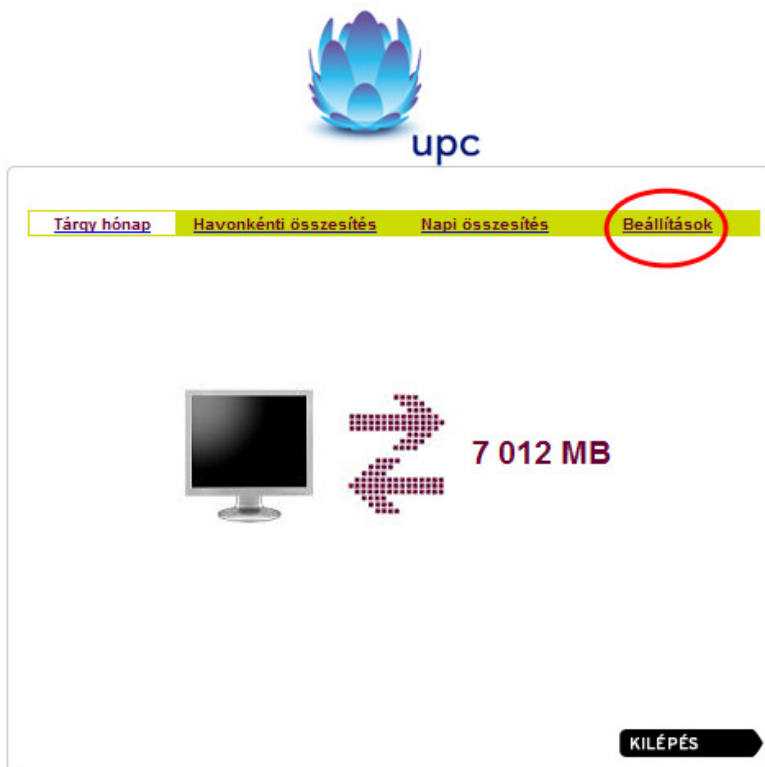 upc
Tárgy hónap Havonkénti összesítés Napi összesítés Beállítások
7 012 MB
KILÉPÉS